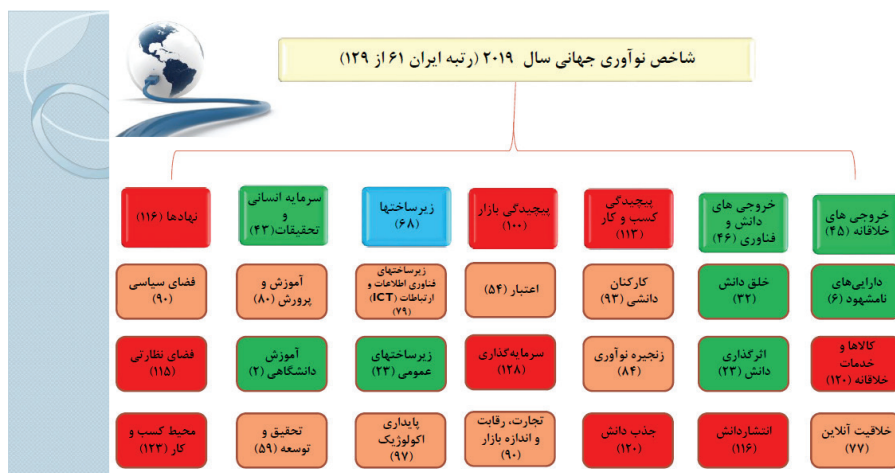 شاخص نوآوری جهانی سال ۲۰۱۹ (رتبه ایران ۶۱ از ۱۲۹)
خروجی های
خلاقانه (۴۵)
خروجی های
دانش و
فناوری (۴۶)
پیچیدگی
کسب و کار
(۱۱۳)
پیچیدگی بازار
(۱۰۰)
زیرساختها
(۶۸)
سرمایه انسانی
و
تحقیقات(۴۳)
نهادها (۱۱۶)
دارایی‌های
نامشهود (۶)
خلق دانش
(۳۲)
کارکنان
دانشی (۹۳)
اعتبار (۵۴)
زیرساختهای
فناوری اطلاعات و
ارتباطات (ICT)
(۷۹)
آموزش و
پرورش (۸۰)
فضای سیاسی
(۹۰)
کالاها و
خدمات
خلاقانه (۱۲۰)
اثرگذاری
دانش (۲۳)
زنجیره نوآوری
(۸۴)
سرمایه‌گذاری
(۱۲۸)
زیرساختهای
عمومی (۲۳)
آموزش
دانشگاهی (۲)
فضای نظارتی
(۱۱۵)
خلاقیت آنلاین
(۷۷)
انتشاردانش
(۱۱۶)
جذب دانش
(۱۲۰)
تجارت، رقابت
و اندازه بازار
(۹۰)
پایداری
اکولوژیک
(۹۷)
تحقیق و
توسعه (۵۹)
محیط کسب و
کار (۱۲۳)